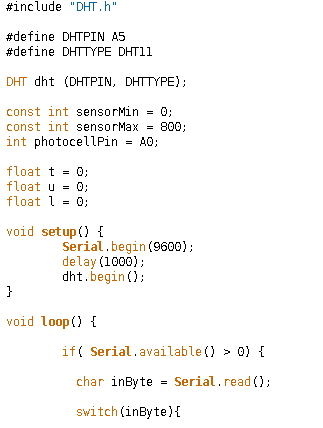 #include "DHT.h"
#define DHTPIN A5
#define DHTTYPE DHT11
DHT dht (DHTPIN, DHTTYPE);
const int sensorMin = 0;
const int sensorMax = 800;
int photocellPin = A0;
float t = 0;
float u = 0;
float l = 0;
void setup() {
Serial.begin(9600);
delay(1000);
dht.begin();
}
void loop() {
if( Serial.available() > 0) {
char inByte = Serial.read();
switch(inByte){